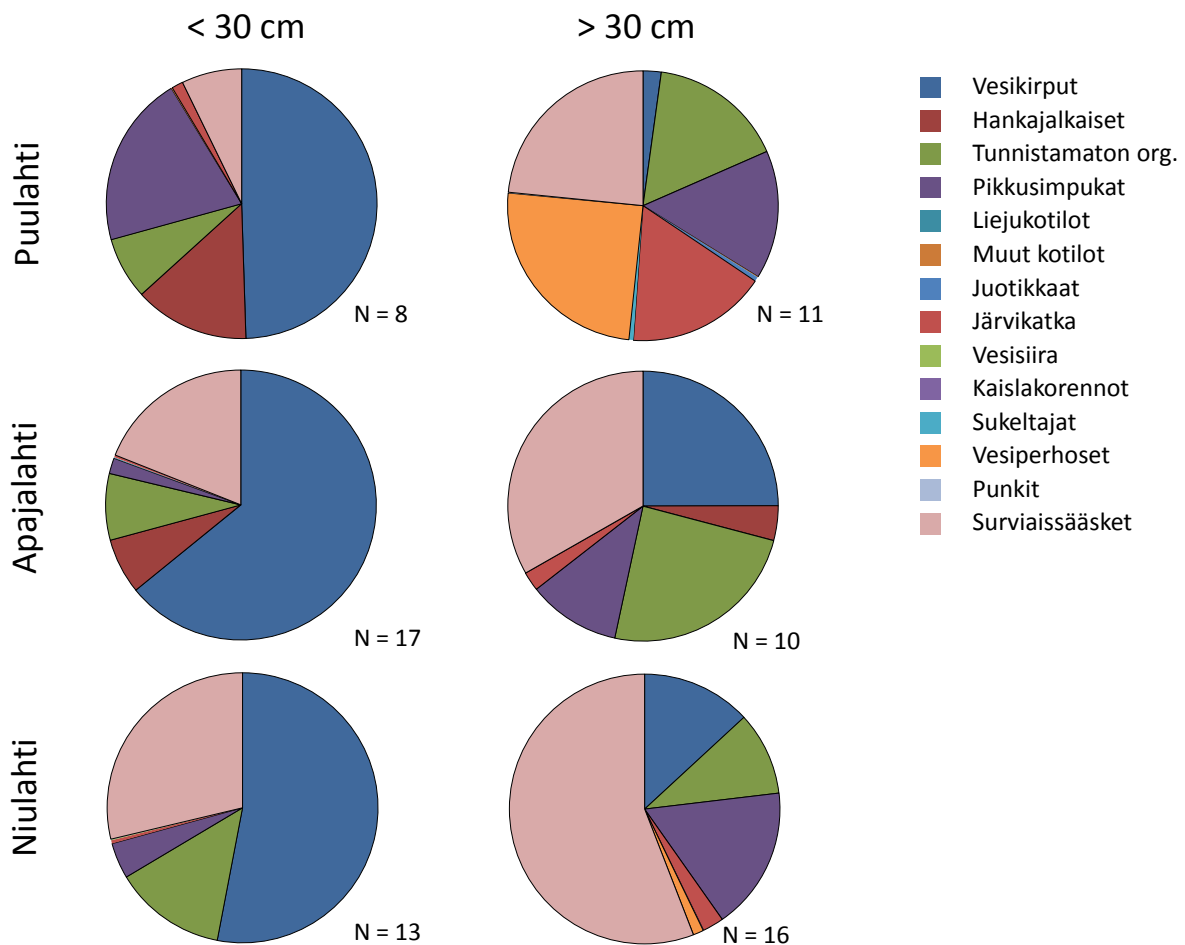 < 30 cm
> 30 cm
Puulahti
N = 8
N = 11
Apajalahti
N = 17
N = 10
Niulahti
N = 13
N = 16
Vesikirput
Hankajalkaiset
Tunnistamaton org.
Pikkusimpukat
Liejukotilot
Muut kotilot
Juotikkaat
Järvikatka
Vesisiira
Kaislakorennot
Sukeltajat
Vesiperhoset
Punkit
Surviaissääsket